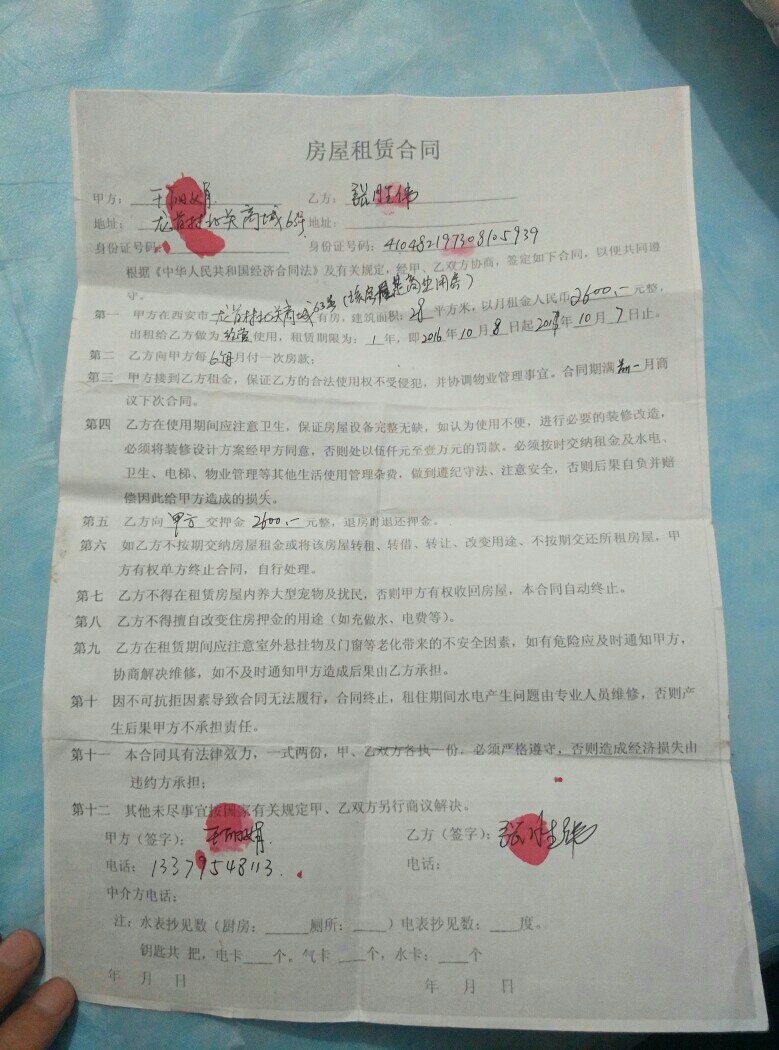 房屋租赁合同
甲方： 乙方：张胜伟
地址：龙首村北关商城6号 地址：
身份证号码： 身份证号码：410482197308105939
根据《中华人民共和国经济合同法》及有关规定，经甲、乙双方协商，签定如下合同，以使共同遵
守。
第一 甲方在西安市龙首村北关商城63号(该房是商业用房)有房，建筑面积：28平方米，以月租金人民币2600.-元整，
出租给乙方做为经营使用，租赁期限为：1年，即2016年10月8日起2017年10月7日止。
第二 乙方向甲方每6个月付一次房款；
第三 甲方接到乙方租金，保证乙方的合法使用权不受侵犯，并协调物业管理事宜。合同期满前一月商
议下次合同。
第四 乙方在使用期间应注意卫生、保证房屋设备完整无缺，如认为使用不便，进行必要的装修改造，
必须将装修设计方案经甲方同意，否则处以伍仟元至壹万元的罚款。必须按时交纳租金及水电、
卫生、电梯、物业管理等其他生活使用管理杂费，做到遵纪守法、注意安全，否则后果自负并赔
偿因此给甲方造成的损失。
第五 乙方向甲方交押金2600.-元整，退房时退还押金。
第六 如乙方不按期交纳房屋租金或将该房屋转租、转借、转让、改变用途、不按期交还所租房屋，甲
方有权单方终止合同，自行处理。
第七 乙方不得在租赁房屋内养大型宠物及扰民，否则甲方有权收回房屋，本合同自动终止。
第八 乙方不得擅自改变住房押金的用途（如充做水、电费等）。
第九 乙方在租赁期间应注意室外悬挂物及门窗等老化带来的不安全因素，如有危险应及时通知甲方，
协商解决维修，如不及时通知甲方造成后果由乙方承担。
第十 因不可抗拒因素导致合同无法履行，合同终止，租住期间水电产生问题由专业人员维修，否则产
生后果甲方不承担责任。
第十一 本合同具有法律效力，一式两份，甲、乙双方各执一份。必须严格遵守，否则造成经济损失由
违约方承担；
第十二 其他未尽事宜按国家有关规定甲、乙双方另行商议解决。
甲方（签字）： 乙方（签字）：张胜伟
电话：13379548113. 电话：
中介方电话：
注：水表抄见数（厨房：____厕所：____）电表抄见数：____度。
钥匙共 把，电卡____个。气卡____个，水卡：____个
年 月 日 年 月 日